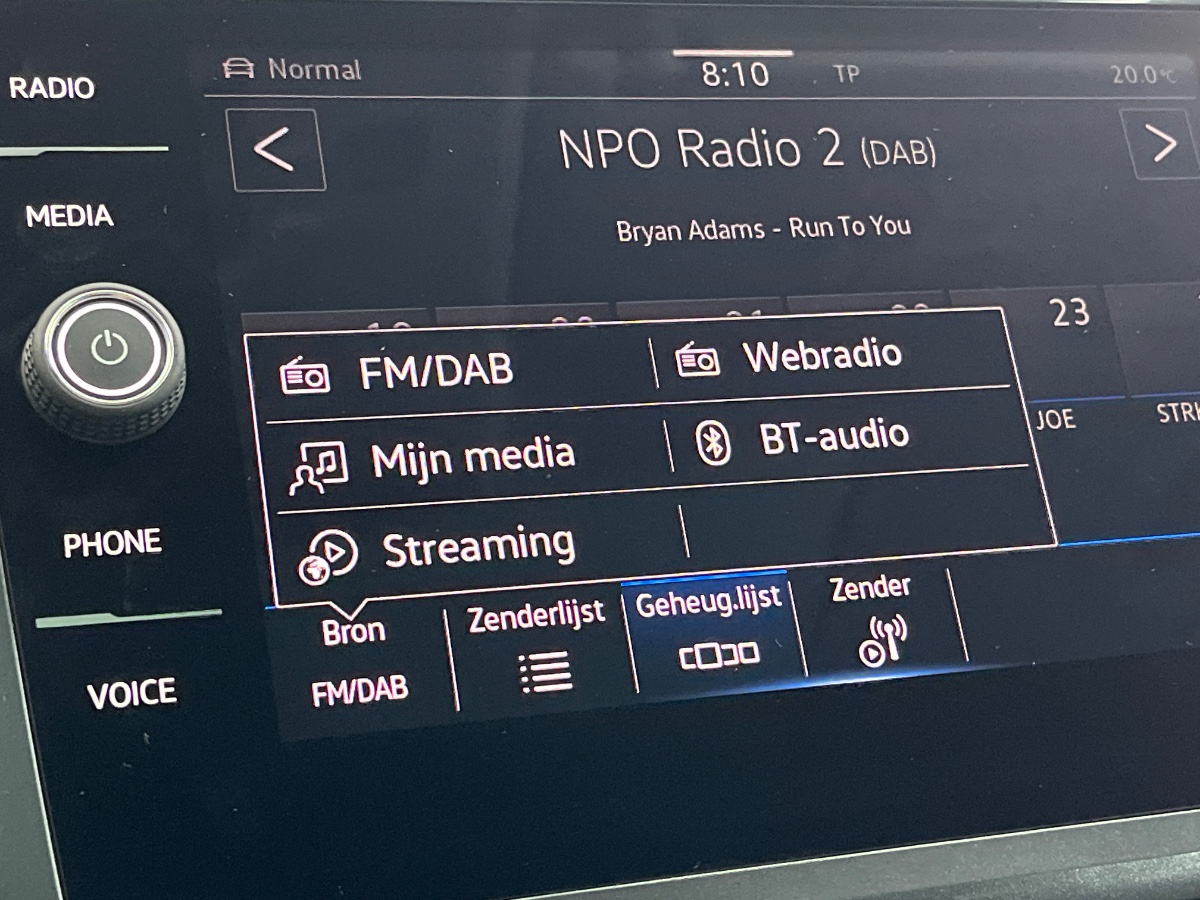 RADIO
MEDIA
PHONE
VOICE
Normal
8:10
TP
20.0°C
NPO Radio 2 (DAB)
Bryan Adams - Run To You
23
JOE
FM/DAB
Webradio
Mijn media
BT-audio
Streaming
Bron
FM/DAB
Zenderlijst
Geheug.lijst
Zender